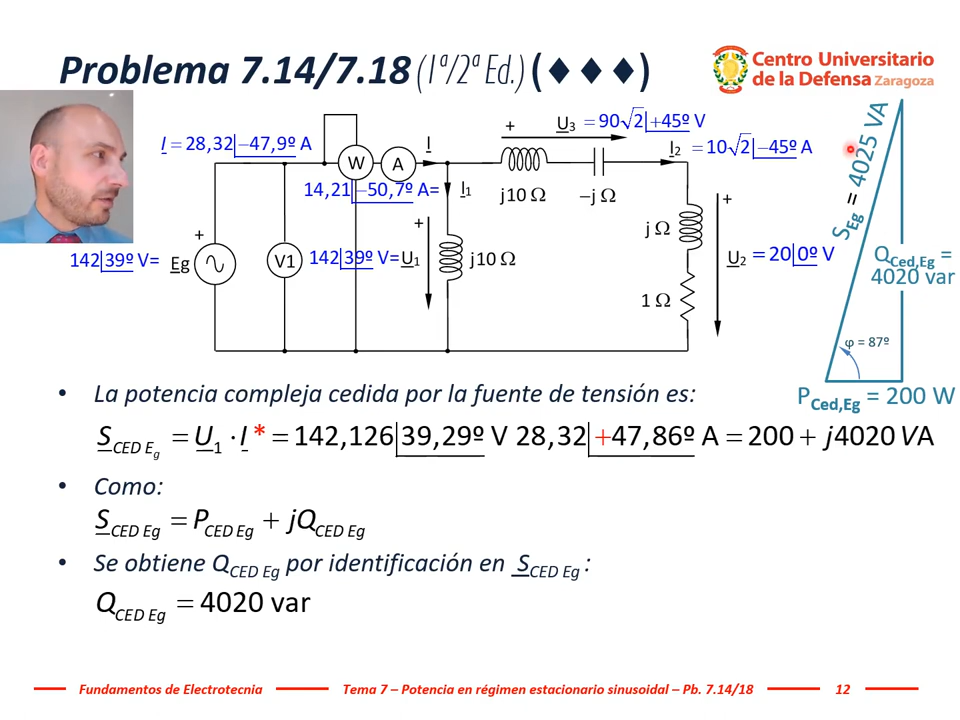 Problema 7.14/7.18 (1ª/2ª Ed.) (♦♦♦)
Centro Universitario
de la Defensa Zaragoza
I = 28,32|−47,9º A
+ U3 = 90√2|+45º V
I2 = 10√2|−45º A
W A I
14,21|−50,7º A= I1
j10 Ω −j Ω
+
142|39º V= Eg
V1
142|39º V=U1
+
j10 Ω
j Ω
1 Ω
+
U2 = 20|0º V
SEg = 4025 VA
QCed,Eg =
4020 var
φ = 87º
PCed,Eg = 200 W
• La potencia compleja cedida por la fuente de tensión es:
SCED Eg = U1 · I* = 142,126|39,29º V 28,32|+47,86º A = 200 + j4020 VA
• Como:
SCED Eg = PCED Eg + jQCED Eg
• Se obtiene QCED Eg por identificación en SCED Eg :
QCED Eg = 4020 var
Fundamentos de Electrotecnia
Tema 7 – Potencia en régimen estacionario sinusoidal – Pb. 7.14/18
12